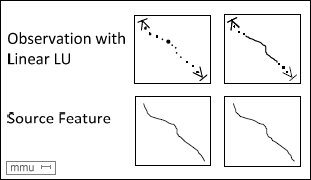 Observation with
Linear LU
Source Feature
mmu